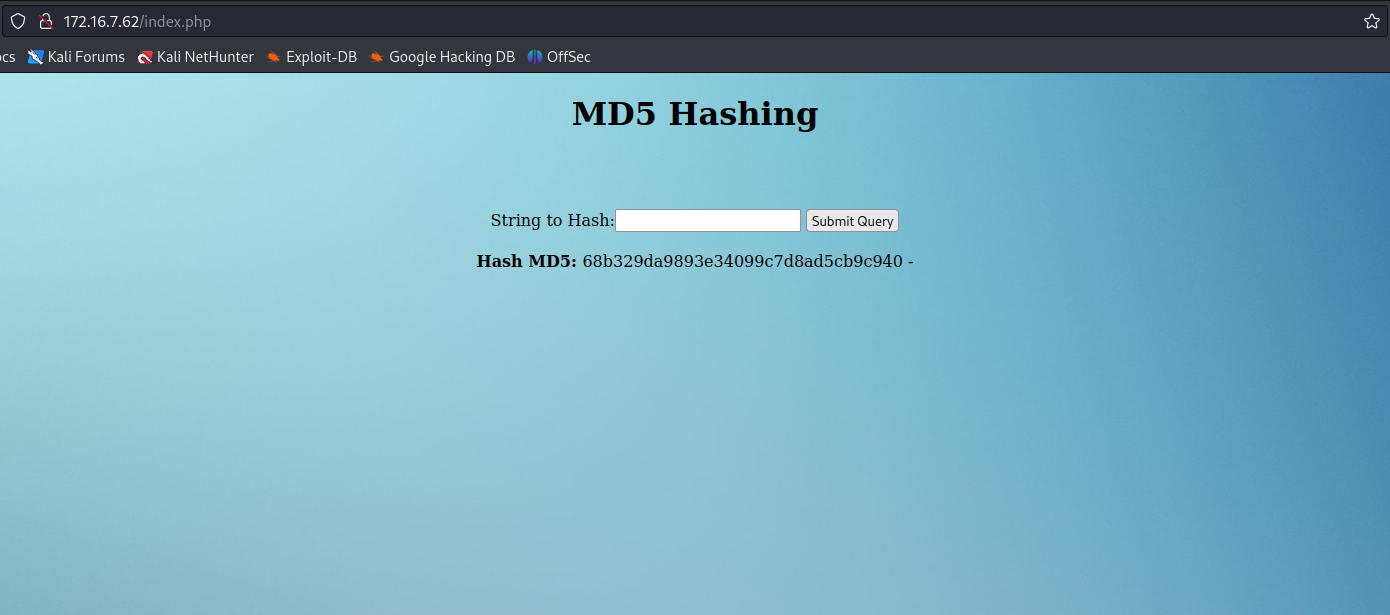 172.16.7.62/index.php
ocs Kali Forums Kali NetHunter Exploit-DB Google Hacking DB OffSec
MD5 Hashing
String to Hash: Submit Query
Hash MD5: 68b329da9893e34099c7d8ad5cb9c940 -